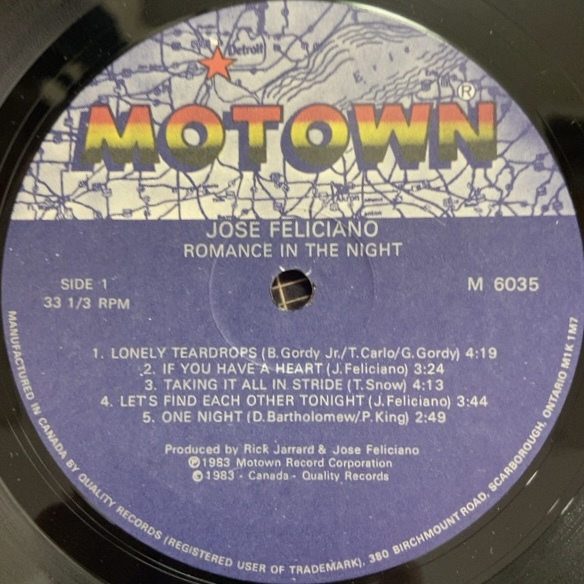 Detroit
Erie
MOTOWN®
JOSE FELICIANO
ROMANCE IN THE NIGHT
SIDE 1
33 1/3 RPM
M 6035
1. LONELY TEARDROPS (B.Gordy Jr./T.Carlo/G.Gordy) 4:19
2. IF YOU HAVE A HEART (J.Feliciano) 3:24
3. TAKING IT ALL IN STRIDE (T.Snow) 4:13
4. LET'S FIND EACH OTHER TONIGHT (J.Feliciano) 3:44
5. ONE NIGHT (D.Bartholomew/P.King) 2:49
Produced by Rick Jarrard & Jose Feliciano
℗1983 Motown Record Corporation
©1983 - Canada - Quality Records
MANUFACTURED IN CANADA BY QUALITY RECORDS (REGISTERED USER OF TRADEMARK). 380 BIRCHMOUNT ROAD, SCARBOROUGH, ONTARIO M1K 1M7